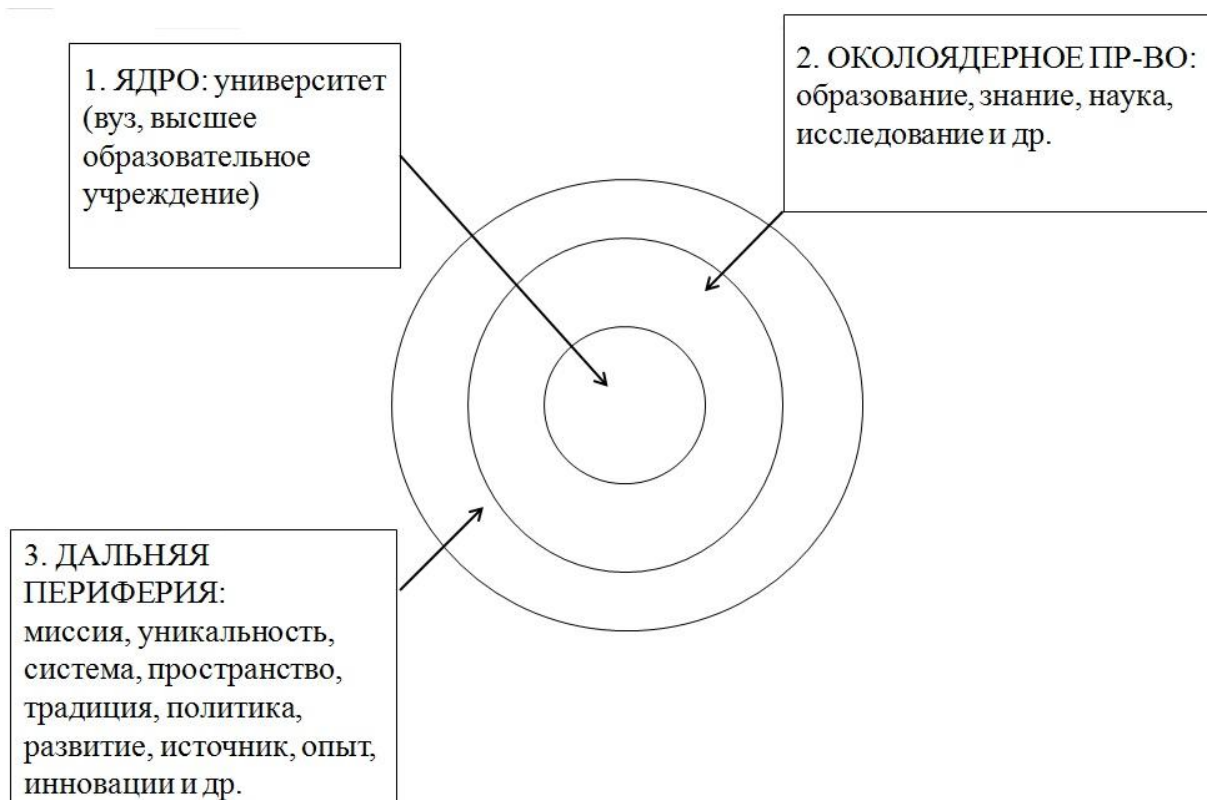 1. ЯДРО: университет
(вуз, высшее
образовательное
учреждение)
2. ОКОЛОЯДЕРНОЕ ПР-ВО:
образование, знание, наука,
исследование и др.
3. ДАЛЬНЯЯ
ПЕРИФЕРИЯ:
миссия, уникальность,
система, пространство,
традиция, политика,
развитие, источник, опыт,
инновации и др.